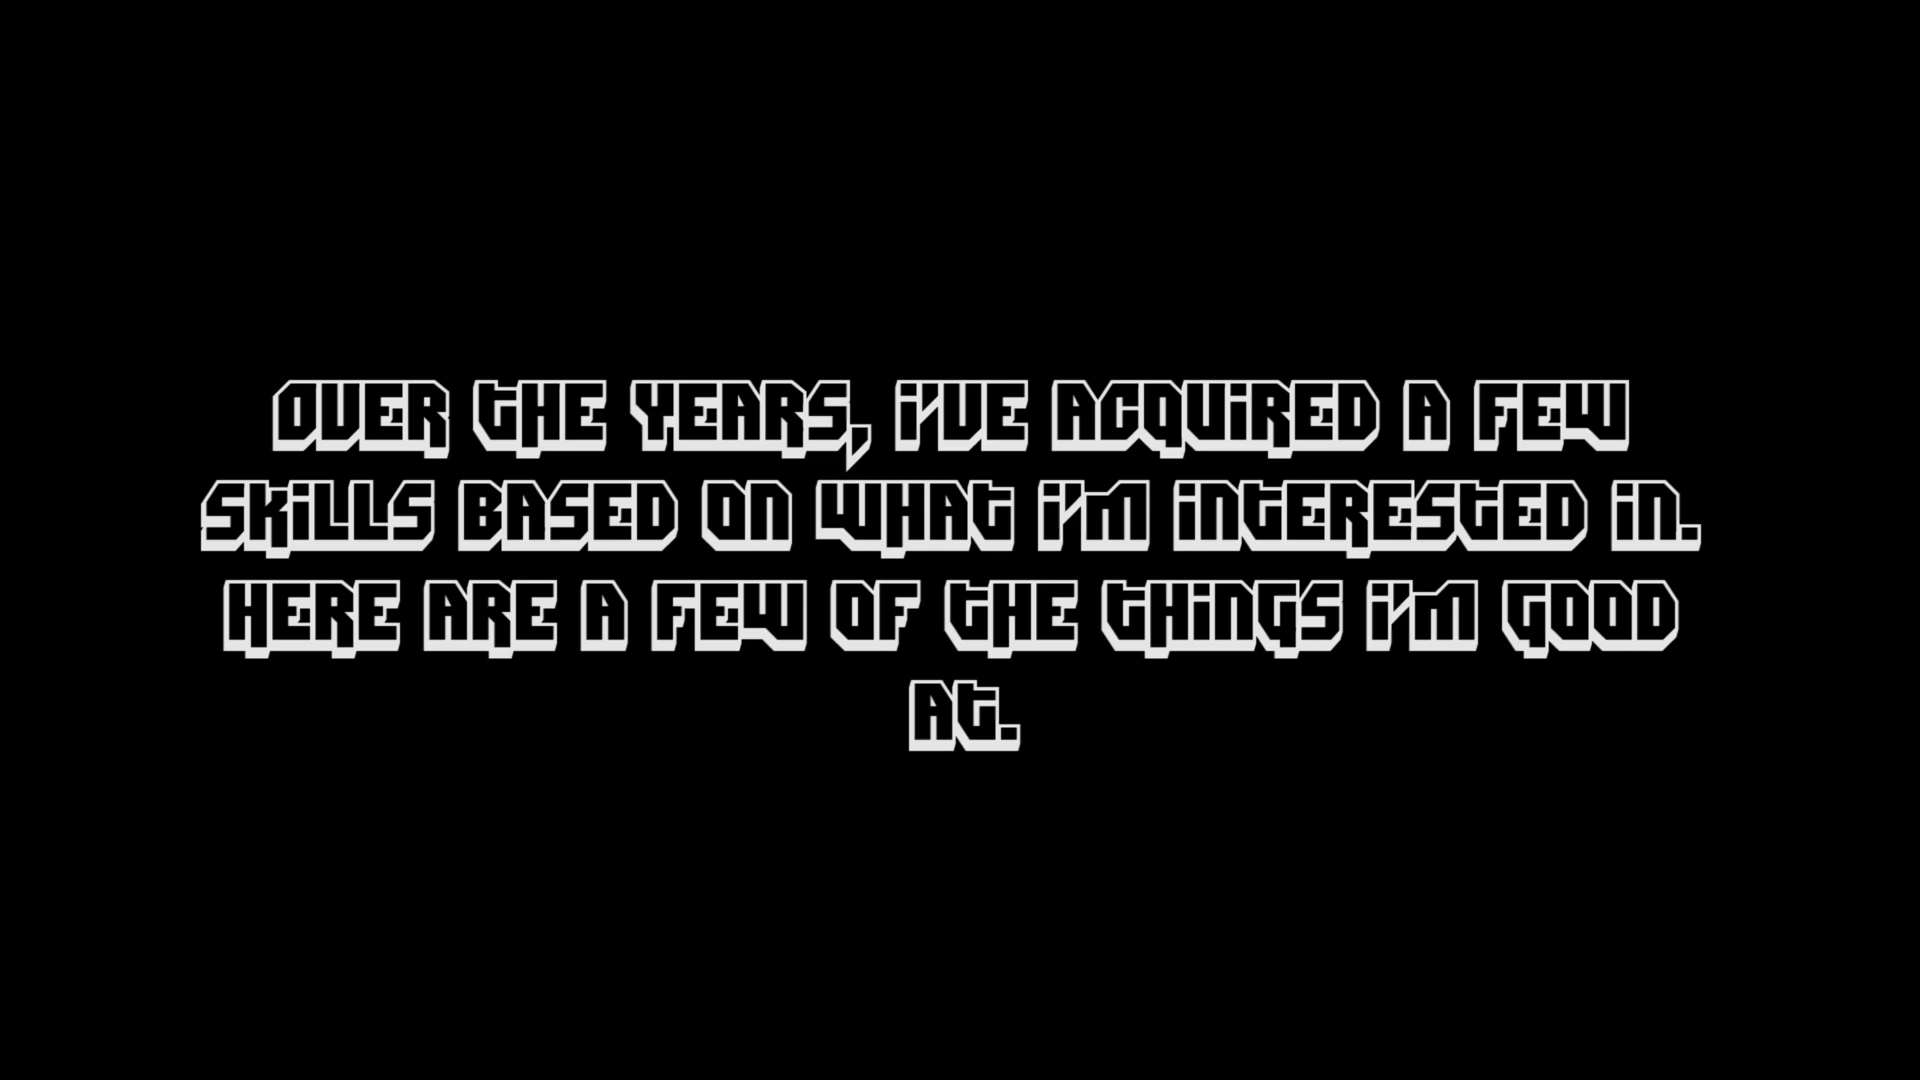 OVER THE YEARS, I'VE ACQUIRED A FEW
SKILLS BASED ON WHAT I'M INTERESTED IN.
HERE ARE A FEW OF THE THINGS I'M GOOD
AT.